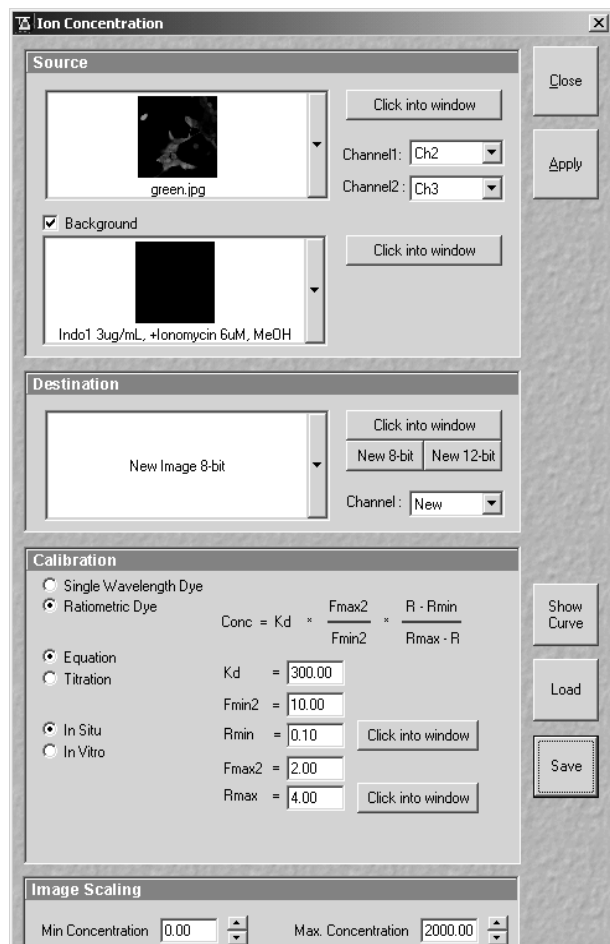 Ion Concentration
Source
Close
Click into window
Apply
Channel1: Ch2
green.jpg
Channel2 : Ch3
Background
Click into window
Indo1 3ug/mL, +Ionomycin 6uM, MeOH
Destination
Click into window
New Image 8-bit
New 8-bit New 12-bit
Channel : New
Calibration
Single Wavelength Dye
Ratiometric Dye
Conc = Kd * Fmax2 / Fmin2 * R - Rmin / Rmax - R
Show Curve
Equation
Titration
Kd = 300.00
Fmin2 = 10.00
Load
In Situ
In Vitro
Rmin = 0.10 Click into window
Fmax2 = 2.00
Save
Rmax = 4.00 Click into window
Image Scaling
Min Concentration 0.00 Max. Concentration 2000.00